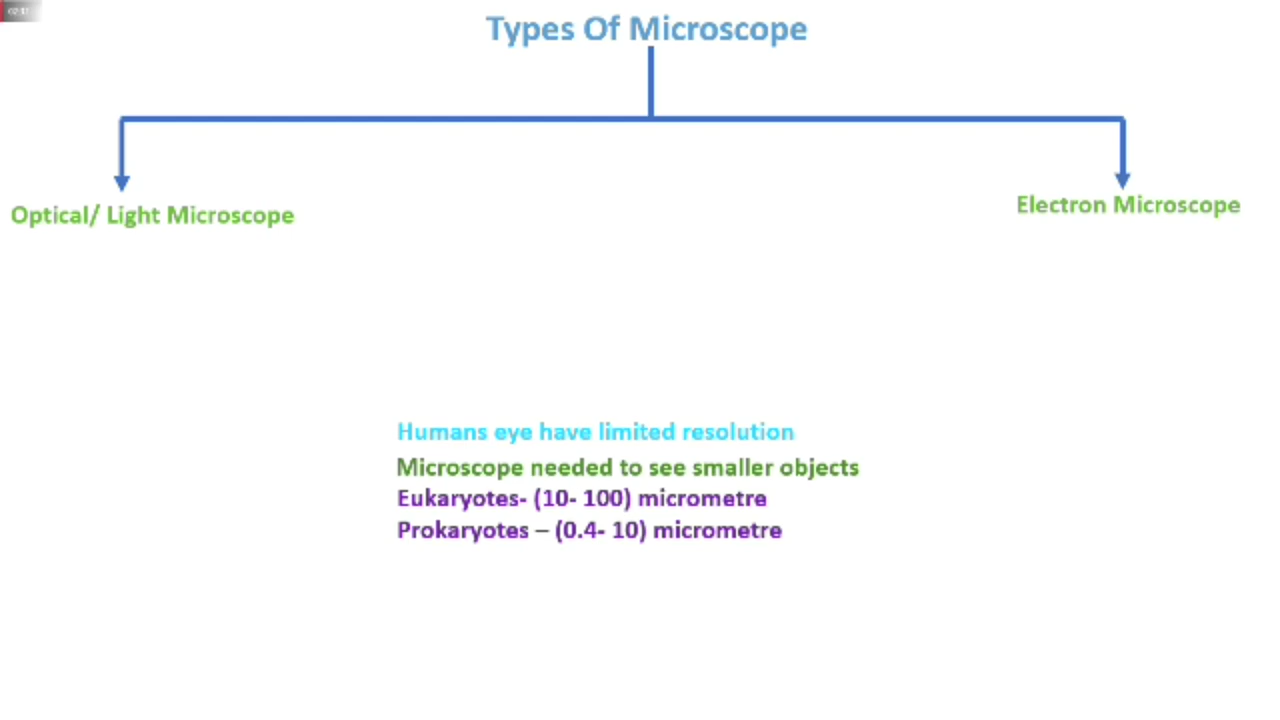 Types Of Microscope
Optical/ Light Microscope
Electron Microscope
Humans eye have limited resolution
Microscope needed to see smaller objects
Eukaryotes- (10- 100) micrometre
Prokaryotes – (0.4- 10) micrometre